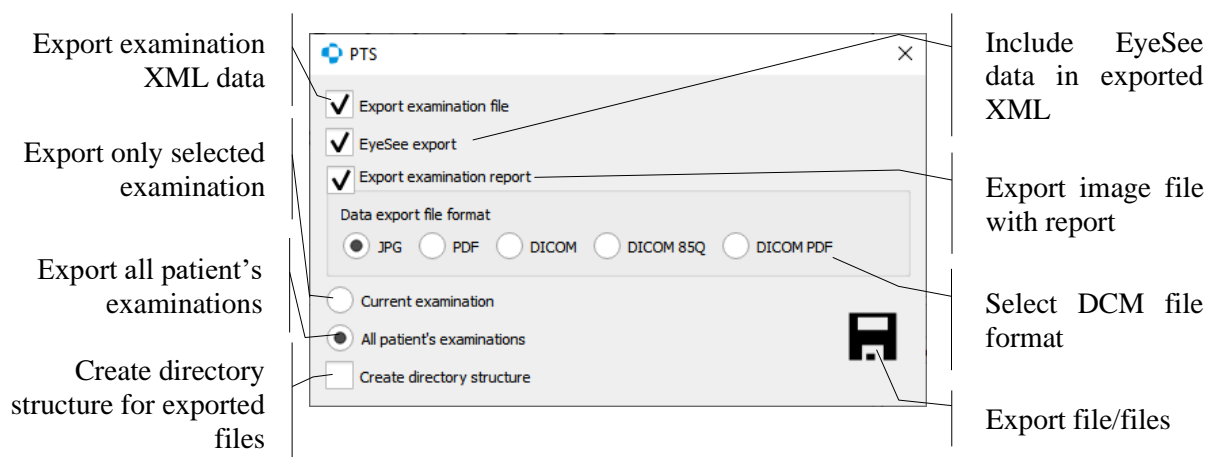 Export examination
XML data
Export only selected
examination
Export all patient's
examinations
Create directory
structure for exported
files
PTS
Export examination file
EyeSee export
Export examination report
Data export file format
JPG PDF DICOM DICOM 85Q DICOM PDF
Current examination
All patient's examinations
Create directory structure
Include EyeSee
data in exported
XML
Export image file
with report
Select DCM file
format
Export file/files